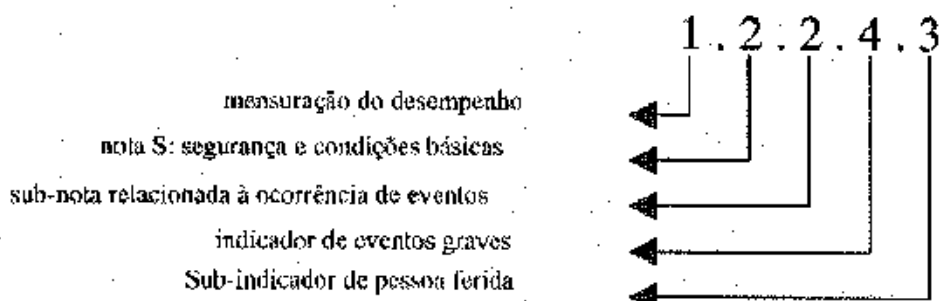 1.2.2.4.3
mensuração do desempenho
nota S: segurança e condições básicas
sub-nota relacionada à ocorrência de eventos
indicador de eventos graves
Sub-indicador de pessoa ferida